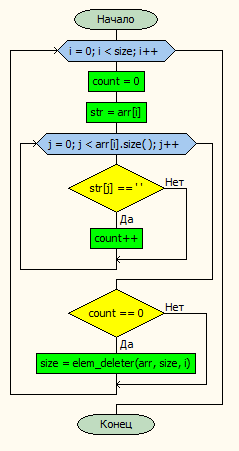 Начало
i = 0; i < size; i++
count = 0
str = arr[i]
j = 0; j < arr[i].size( ); j++
str[j] == ' '
Нет
Да
count++
count == 0
Нет
Да
size = elem_deleter(arr, size, i)
Конец